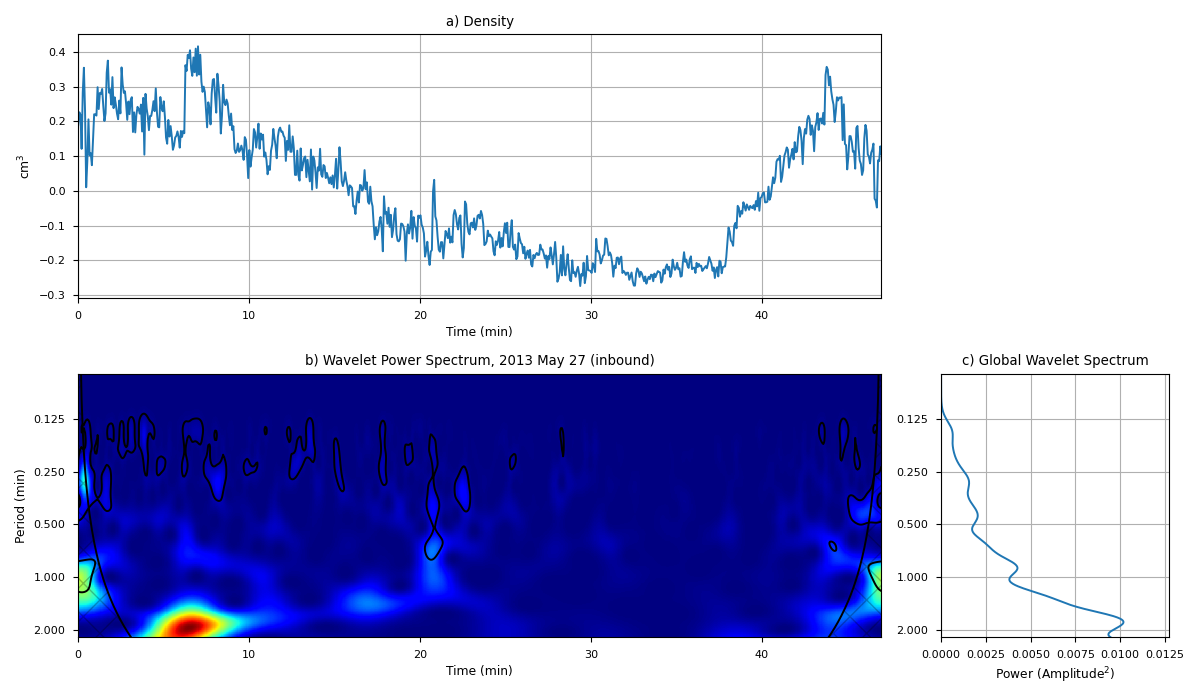 a) Density
cm³
0.4
0.3
0.2
0.1
0.0
−0.1
−0.2
−0.3
0 10 20 30 40
Time (min)
b) Wavelet Power Spectrum, 2013 May 27 (inbound)
Period (min)
0.125
0.250
0.500
1.000
2.000
0 10 20 30 40
Time (min)
c) Global Wavelet Spectrum
0.125
0.250
0.500
1.000
2.000
0.0000 0.0025 0.0050 0.0075 0.0100 0.0125
Power (Amplitude²)